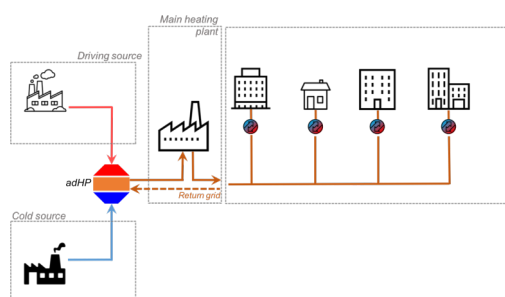 Main heating
plant
Driving source
adHP
Return grid
Cold source